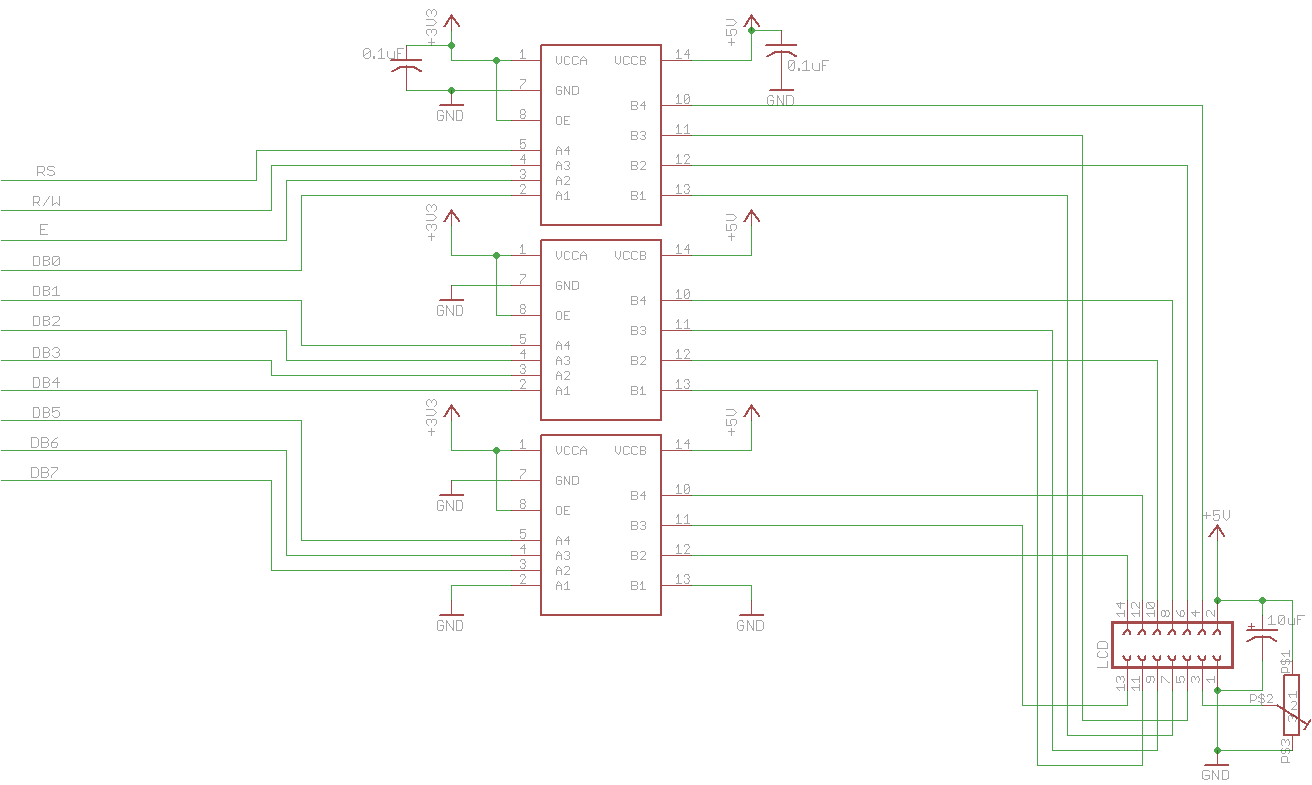 +3V3
+5V
0.1uF
0.1uF
GND
GND
1 VCCA VCCB 14
7 GND
B4 10
8 OE
B3 11
5 A4
4 A3 B2 12
3 A2
2 A1 B1 13
RS
R/W
E
DB0
DB1
DB2
DB3
DB4
DB5
DB6
DB7
+3V3
+5V
GND
1 VCCA VCCB 14
7 GND
B4 10
8 OE
B3 11
5 A4
4 A3 B2 12
3 A2
2 A1 B1 13
+3V3
+5V
GND
1 VCCA VCCB 14
7 GND
B4 10
8 OE
B3 11
5 A4
4 A3 B2 12
3 A2
2 A1 B1 13
GND
GND
+5V
14 12 10 8 6 4 2
LCD
13 11 9 7 5 3 1
+
10uF
P$1
P$2
P$3
1
2
3
GND